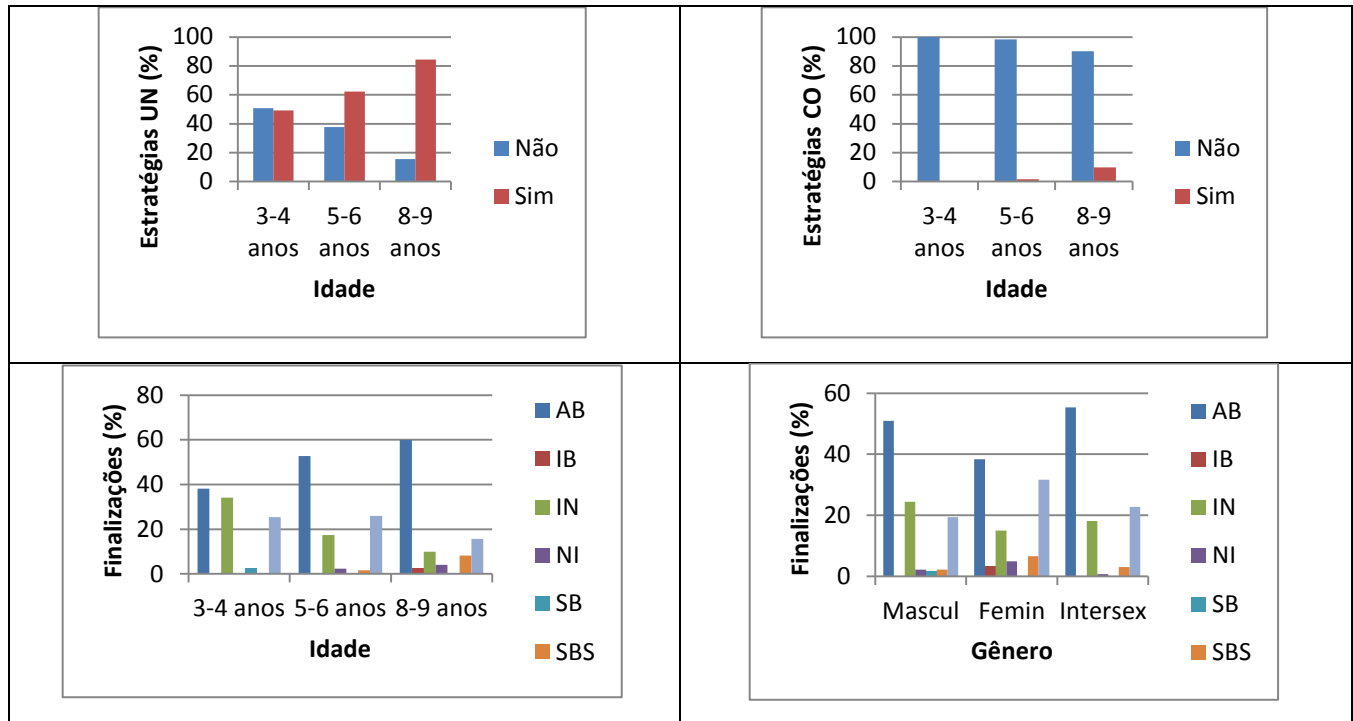 100
80
60
40
20
0
Estratégias UN (%)
3-4 anos
5-6 anos
8-9 anos
Idade
Não
Sim
100
80
60
40
20
0
Estratégias CO (%)
3-4 anos
5-6 anos
8-9 anos
Idade
Não
Sim
80
60
40
20
0
Finalizações (%)
3-4 anos 5-6 anos 8-9 anos
Idade
AB
IB
IN
NI
SB
SBS
60
40
20
0
Finalizações (%)
Mascul Femin Intersex
Gênero
AB
IB
IN
NI
SB
SBS